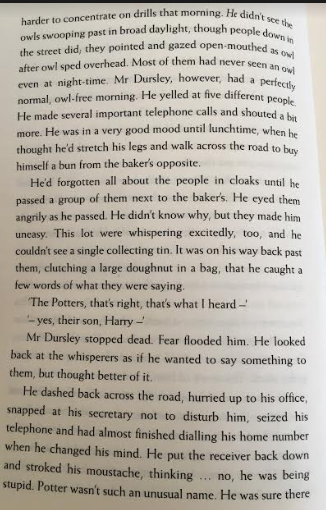 harder to concentrate on drills that morning. He didn't see the
owls swooping past in broad daylight, though people down in
the street did; they pointed and gazed open-mouthed as owl
after owl sped overhead. Most of them had never seen an owl
even at night-time. Mr Dursley, however, had a perfectly
normal, owl-free morning. He yelled at five different people.
He made several important telephone calls and shouted a bit
more. He was in a very good mood until lunchtime, when he
thought he'd stretch his legs and walk across the road to buy
himself a bun from the baker's opposite.
He'd forgotten all about the people in cloaks until he
passed a group of them next to the baker's. He eyed them
angrily as he passed. He didn't know why, but they made him
uneasy. This lot were whispering excitedly, too, and he
couldn't see a single collecting tin. It was on his way back past
them, clutching a large doughnut in a bag, that he caught a
few words of what they were saying.
'The Potters, that's right, that's what I heard –'
'– yes, their son, Harry –'
Mr Dursley stopped dead. Fear flooded him. He looked
back at the whisperers as if he wanted to say something to
them, but thought better of it.
He dashed back across the road, hurried up to his office,
snapped at his secretary not to disturb him, seized his
telephone and had almost finished dialling his home number
when he changed his mind. He put the receiver back down
and stroked his moustache, thinking ... no, he was being
stupid. Potter wasn't such an unusual name. He was sure there